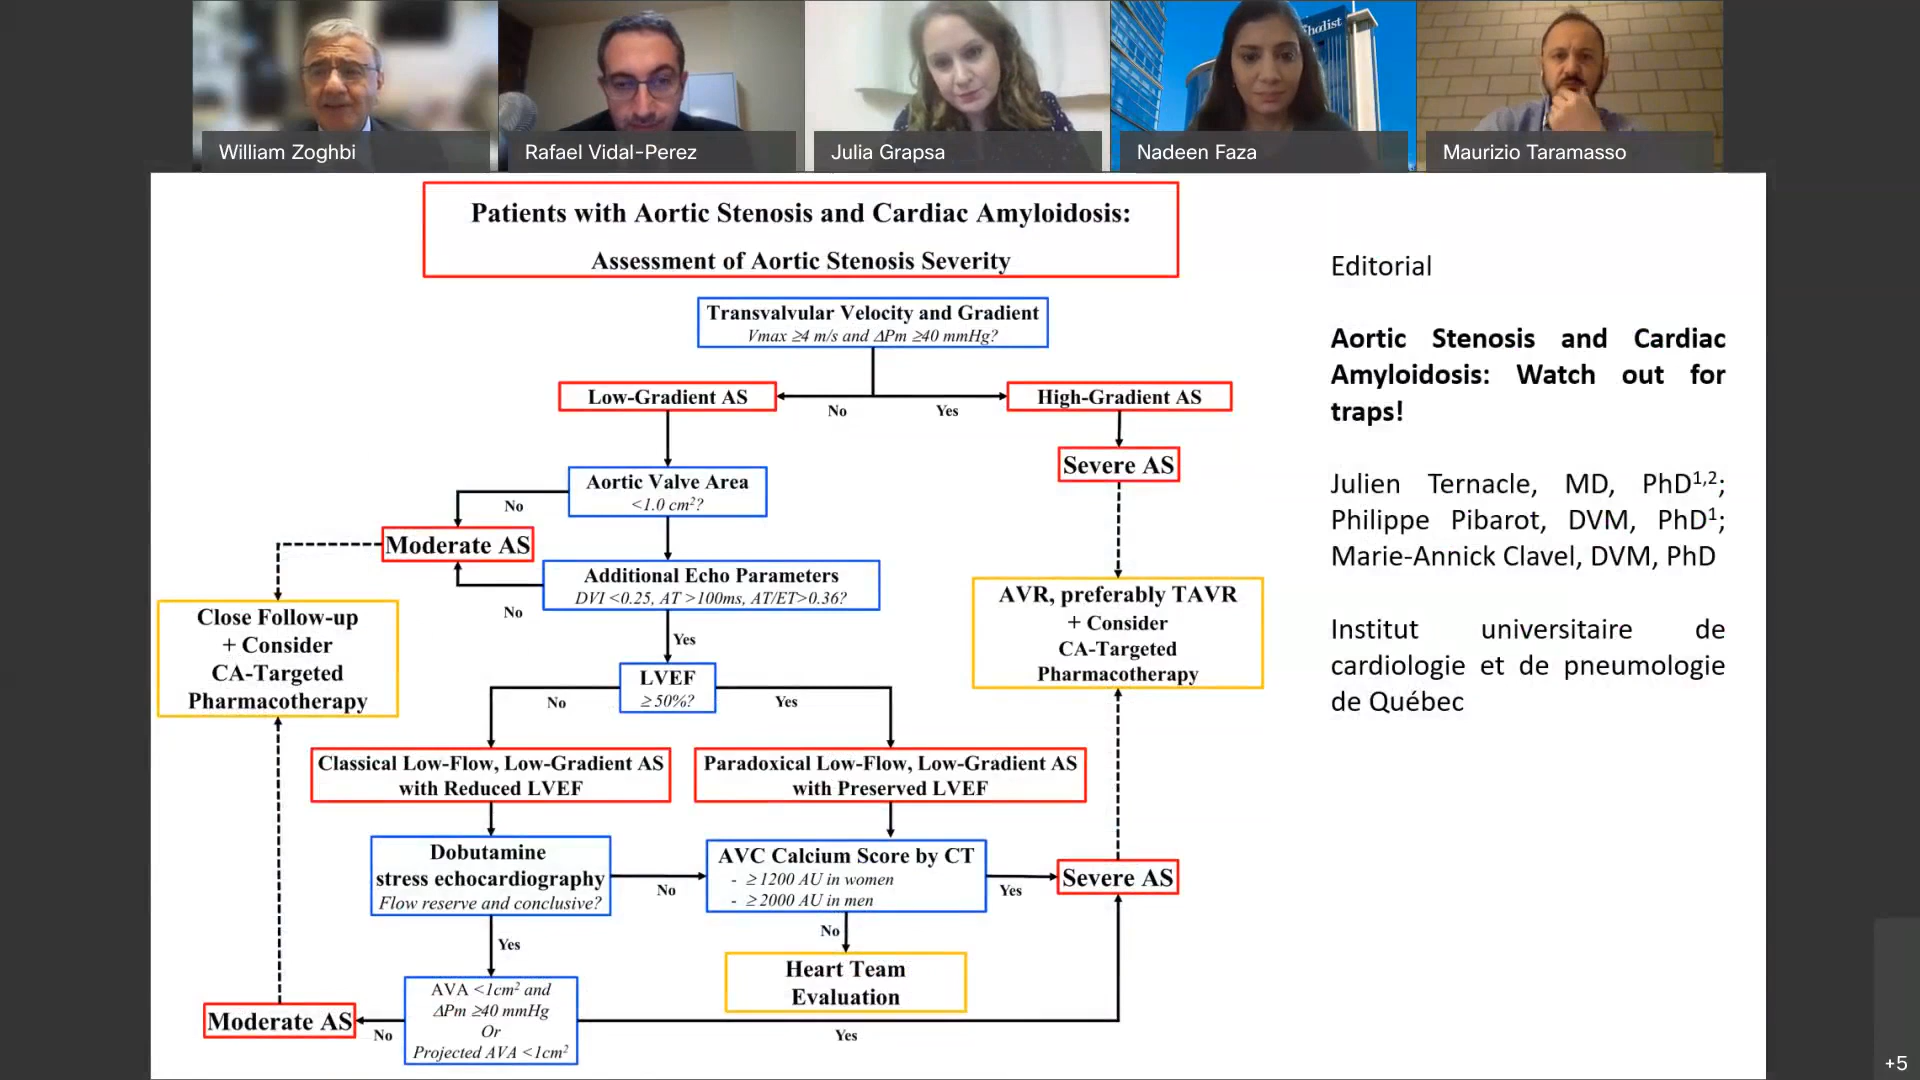 thodist
William Zoghbi
Rafael Vidal-Perez
Julia Grapsa
Nadeen Faza
Maurizio Taramasso
Patients with Aortic Stenosis and Cardiac Amyloidosis:
Assessment of Aortic Stenosis Severity
Transvalvular Velocity and Gradient
Vmax ≥4 m/s and ΔPm ≥40 mmHg?
Low-Gradient AS
No
Yes
High-Gradient AS
Severe AS
Aortic Valve Area
<1.0 cm²?
No
Moderate AS
Additional Echo Parameters
DVI <0.25, AT >100ms, AT/ET>0.36?
No
Yes
Close Follow-up
+ Consider
CA-Targeted
Pharmacotherapy
AVR, preferably TAVR
+ Consider
CA-Targeted
Pharmacotherapy
LVEF
≥ 50%?
No
Yes
Classical Low-Flow, Low-Gradient AS
with Reduced LVEF
Paradoxical Low-Flow, Low-Gradient AS
with Preserved LVEF
Dobutamine
stress echocardiography
Flow reserve and conclusive?
No
AVC Calcium Score by CT
- ≥1200 AU in women
- ≥2000 AU in men
Yes
Severe AS
Yes
No
Heart Team
Evaluation
AVA <1cm² and
ΔPm ≥40 mmHg
Or
Projected AVA <1cm²
No
Moderate AS
Yes
Editorial
Aortic Stenosis and Cardiac
Amyloidosis: Watch out for
traps!
Julien Ternacle, MD, PhD¹,²;
Philippe Pibarot, DVM, PhD¹;
Marie-Annick Clavel, DVM, PhD
Institut universitaire de
cardiologie et de pneumologie
de Québec
+5